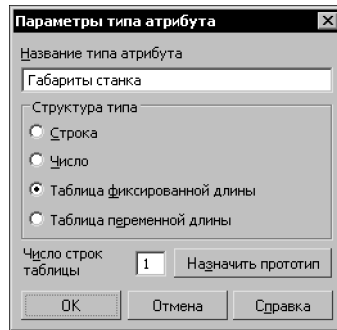 Параметры типа атрибута
Название типа атрибута
Габариты станка
Структура типа
Строка
Число
Таблица фиксированной длины
Таблица переменной длины
Число строк таблицы
1
Назначить прототип
OK
Отмена
Справка